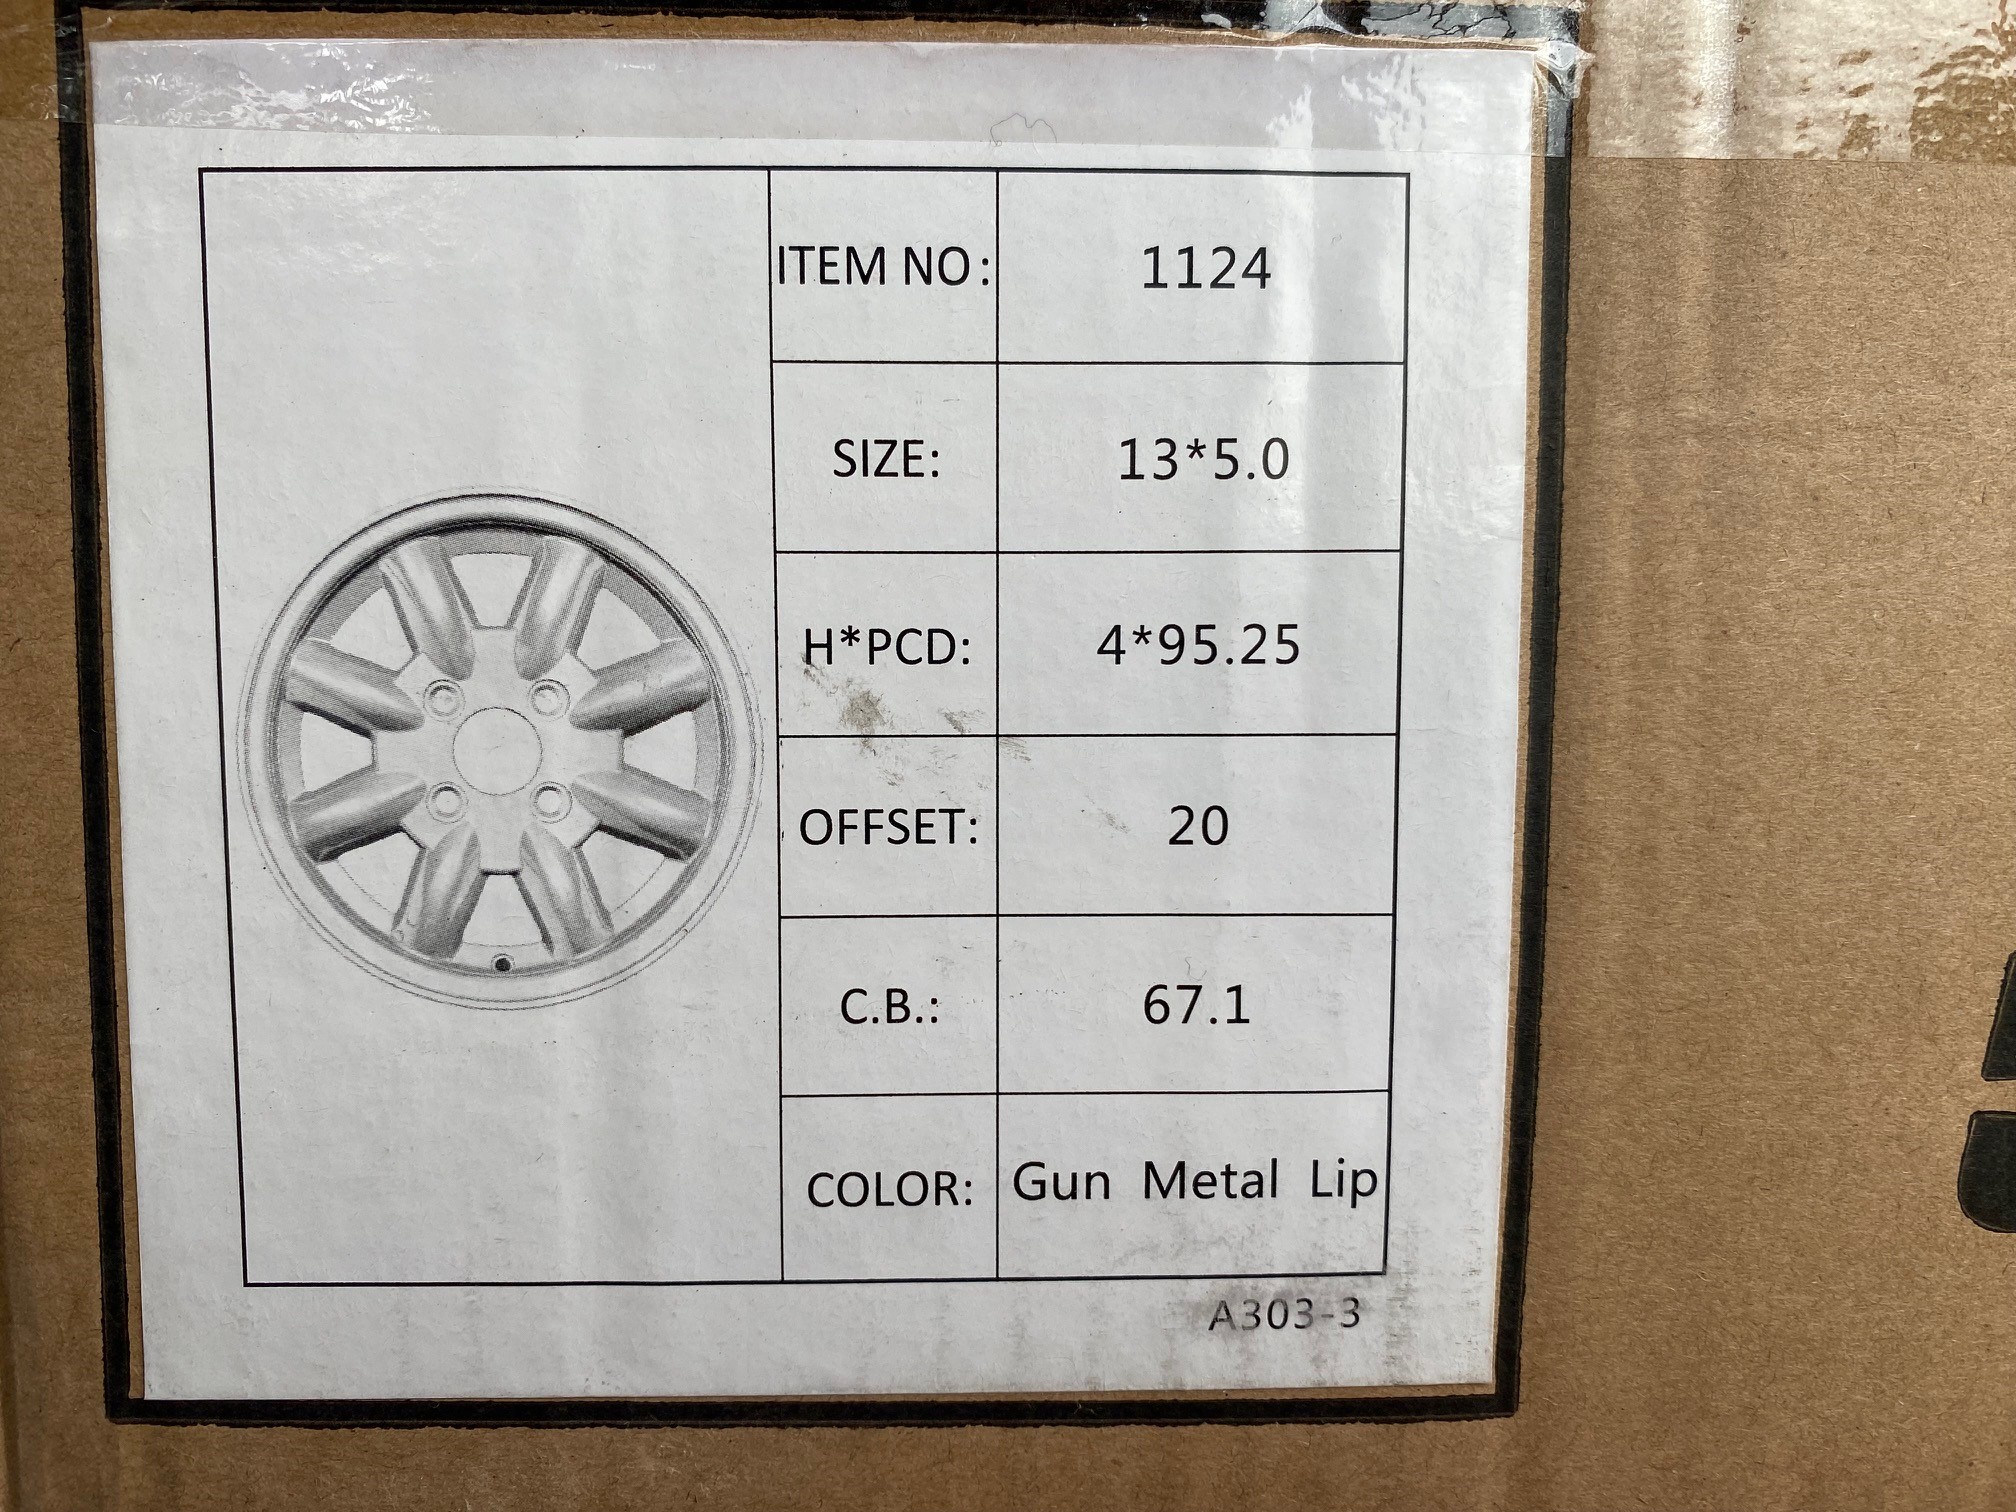 ITEM NO: 1124
SIZE: 13*5.0
H*PCD: 4*95.25
OFFSET: 20
C.B.: 67.1
COLOR: Gun Metal Lip
A303-3